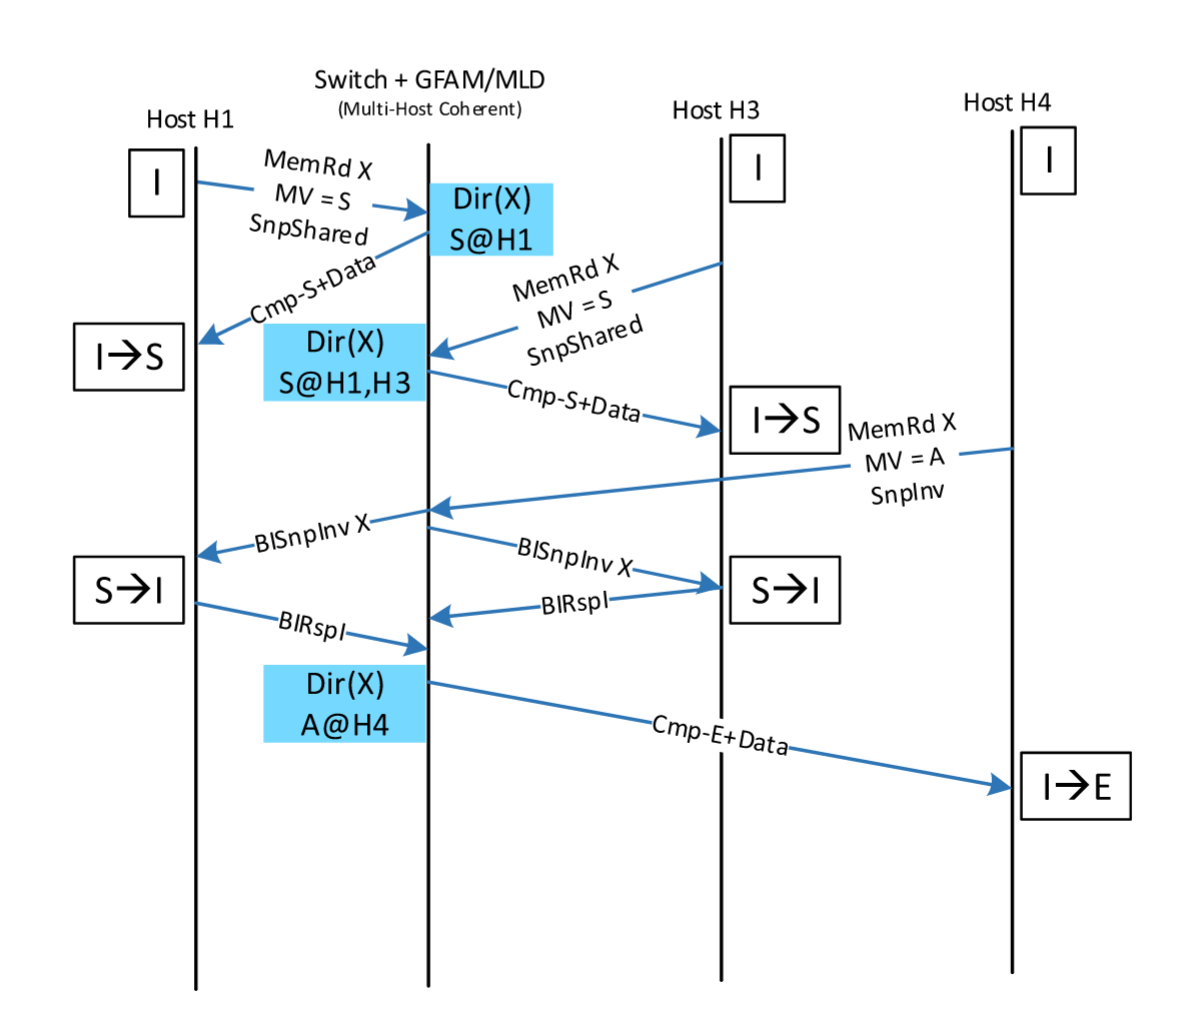 Switch + GFAM/MLD
(Multi-Host Coherent)
Host H1
Host H3
Host H4
I
I
I
MemRd X
MV = S
SnpShared
Dir(X)
S@H1
Cmp-S+Data
MemRd X
MV = S
SnpShared
I→S
Dir(X)
S@H1,H3
Cmp-S+Data
I→S
MemRd X
MV = A
SnpInv
BISnpInv X
BISnpInv X
S→I
S→I
BIRspI
BIRspI
Dir(X)
A@H4
Cmp-E+Data
I→E